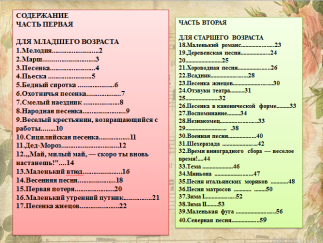 СОДЕРЖАНИЕ
ЧАСТЬ ПЕРВАЯ
ДЛЯ МЛАДШЕГО ВОЗРАСТА
1.Мелодия.......................2
2.Марш..........................3
3.Песенка......................4
4.Пьеска .....................5
5.Бедный сиротка ...............6
6.Охотничья песенка..............7
7.Смелый наездник .................8
8.Народная песенка...................9
9.Веселый крестьянин, возвращающийся с
работы........10
10.Сицилийская песенка...............11
11.Дед-Мороз..........................12
12.,,Май, милый май, — скоро ты вновь
настанешь!"....14
13.Маленький этюд....................16
14.Весенняя песня..................18
15.Первая потеря...................20
16.Маленький утренний путник...........21
17.Песенка жнецов...................22
ЧАСТЬ ВТОРАЯ
ДЛЯ СТАРШЕГО ВОЗРАСТА
18.Маленький романс................23
19.Деревенская песня...............24
20.......................25
21.Хороводная песня................26
22.Всадник...................28
23.Песенка жнецов....................30
24.Отзвуки театра.........31
25.........................32
26.Песенка в канонической форме........33
27.Воспоминание........34
28.Незнакомец...................33
29...........................38
30.Военная песня................40
31.Шехеразада ................42
32.Время виноградного сбора — веселое
время!....44
33.Тема ...............46
34.Миньона ...............47
35.Песня итальянских моряков .........48
36.Песня матросов ......... .......50
37.Зима I...............52
38.Зима II........53
39.Маленькая фуга ...................56
40.Северная песня................59